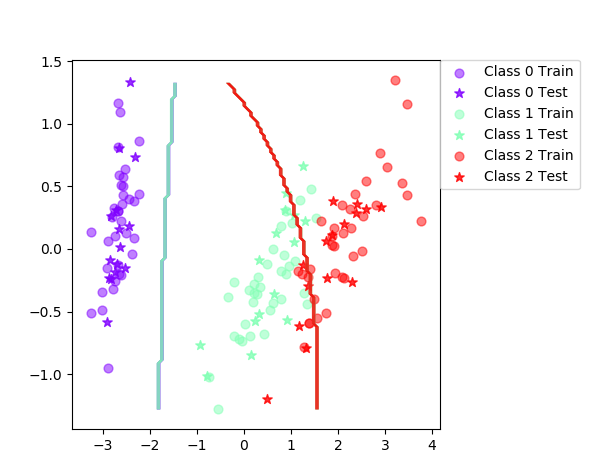 1.5
1.0
0.5
0.0
−0.5
−1.0
−3 −2 −1 0 1 2 3 4
Class 0 Train
Class 0 Test
Class 1 Train
Class 1 Test
Class 2 Train
Class 2 Test